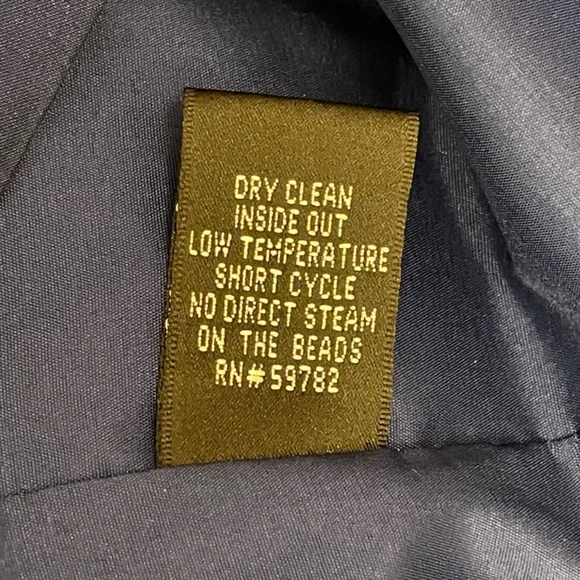 DRY CLEAN
INSIDE OUT
LOW TEMPERATURE
SHORT CYCLE
NO DIRECT STEAM
ON THE BEADS
RN# 59782